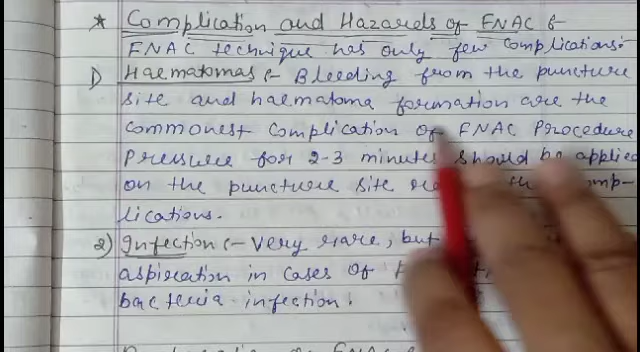 * Complication and Hazards of FNAC :-
FNAC technique has only few complications:-
1) Haematomas :- Bleeding from the puncture
site and haematoma formation are the
commonest complication of FNAC Procedure
Pressure for 2-3 minutes should be applied
on the puncture site
lications.
2) Infection :- Very rare, but
aspiration in cases of
bacteria infection.